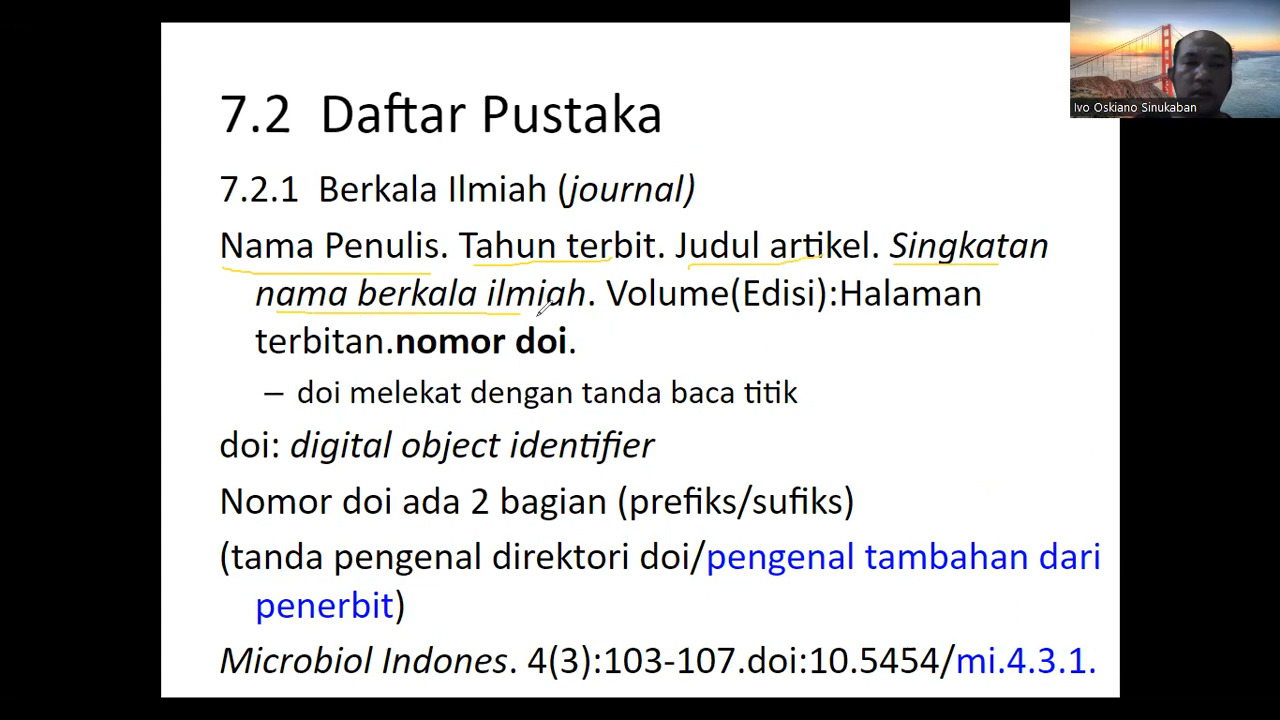 7.2 Daftar Pustaka
7.2.1 Berkala Ilmiah (journal)
Nama Penulis. Tahun terbit. Judul artikel. Singkatan
nama berkala ilmiah. Volume(Edisi):Halaman
terbitan.nomor doi.
– doi melekat dengan tanda baca titik
doi: digital object identifier
Nomor doi ada 2 bagian (prefiks/sufiks)
(tanda pengenal direktori doi/pengenal tambahan dari
penerbit)
Microbiol Indones. 4(3):103-107.doi:10.5454/mi.4.3.1.
Ivo Oskiano Sinukaban